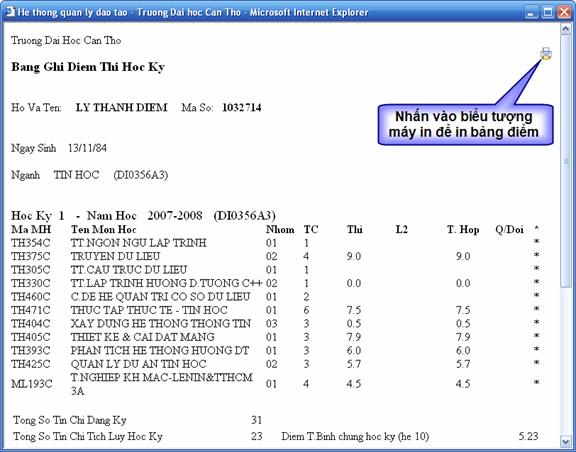 He thong quan ly dao tao - Truong Dai hoc Can Tho - Microsoft Internet Explorer
Truong Dai Hoc Can Tho
Bang Ghi Diem Thi Hoc Ky
Nhấn vào biểu tượng
máy in để in bảng điểm
Ho Va Ten: LY THANH DIEM Ma So: 1032714
Ngay Sinh 13/11/84
Nganh TIN HOC (DI0356A3)
Hoc Ky 1 - Nam Hoc 2007-2008 (DI0356A3)
Ma MH Ten Mon Hoc Nhom TC Thi L2 T. Hop Q/Doi ^
TH354C TT.NGON NGU LAP TRINH 01 1 *
TH375C TRUYEN DU LIEU 02 4 9.0 9.0 *
TH305C TT.CAU TRUC DU LIEU 01 1 *
TH330C TT.LAP TRINH HUONG D.TUONG C++ 02 1 0.0 0.0 *
TH460C C.DE HE QUAN TRI CO SO DU LIEU 01 2 *
TH471C THUC TAP THUC TE - TIN HOC 01 6 7.5 7.5 *
TH404C XAY DUNG HE THONG THONG TIN 03 3 0.5 0.5 *
TH405C THIET KE & CAI DAT MANG 01 3 7.9 7.9 *
TH393C PHAN TICH HE THONG HUONG DT 01 3 6.0 6.0 *
TH425C QUAN LY DU AN TIN HOC 02 3 5.7 5.7 *
ML193C T.NGHIEP KH MAC-LENIN&TTHCM 01 4 4.5 4.5 *
3A
Tong So Tin Chi Dang Ky 31
Tong So Tin Chi Tich Luy Hoc Ky 23 Diem T.Binh chung hoc ky (he 10) 5.23